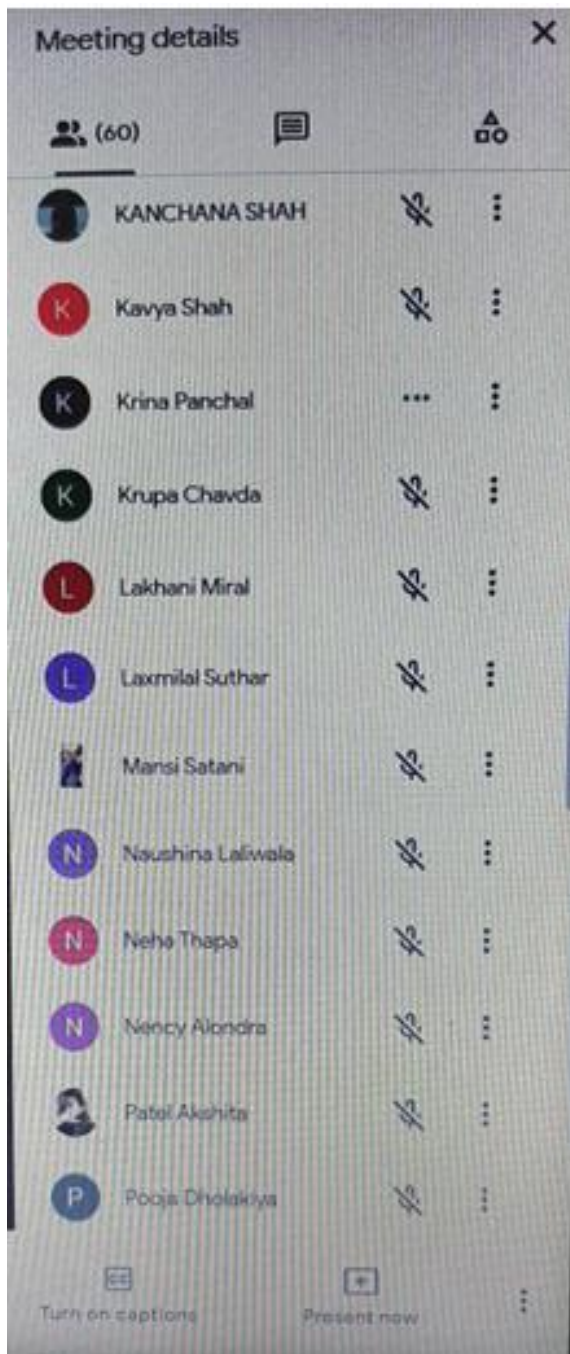 Meeting details
(60)
KANCHANA SHAH
K Kavya Shah
K Krina Panchal
K Krupa Chavda
L Lakhani Miral
L Laxmilal Suthar
Mansi Satani
N Naushina Laliwala
N Neha Thapa
N Nency Alondra
Patel Akshita
P Pooja Dholakiya
CC
Turn on captions Present now